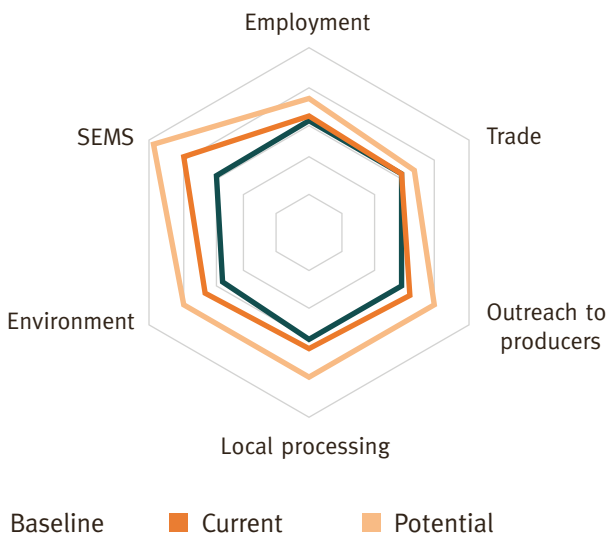 Employment
SEMS
Trade
Environment
Outreach to
producers
Local processing
Baseline Current Potential